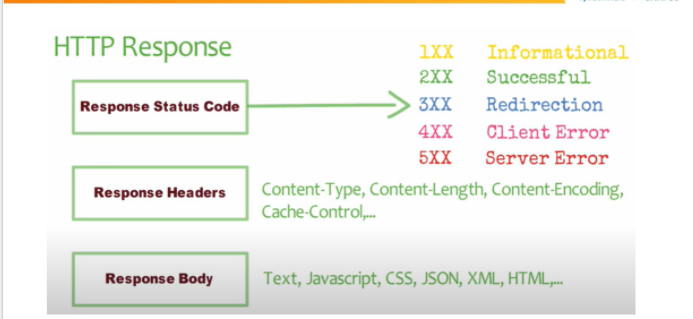 HTTP Response
Response Status Code
1XX Informational
2XX Successful
3XX Redirection
4XX Client Error
5XX Server Error
Response Headers
Content-Type, Content-Length, Content-Encoding,
Cache-Control,...
Response Body
Text, Javascript, CSS, JSON, XML, HTML,...